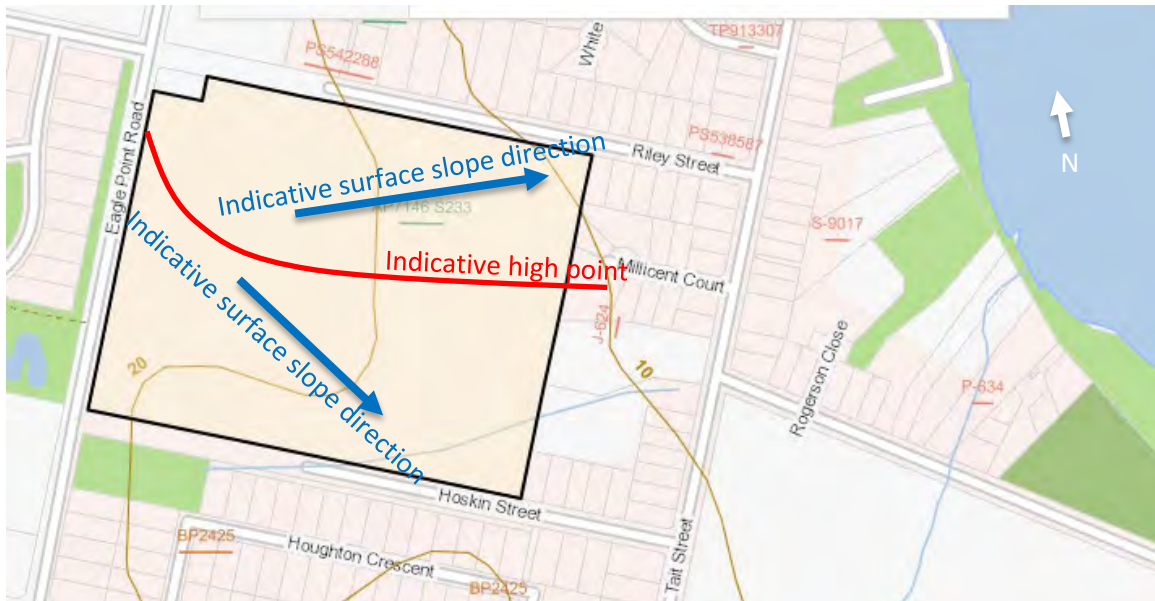 TP913307
White
PS542288
Eagle Point Road
PS538587
Riley Street
N
Indicative surface slope direction
S233
S-9017
Indicative high point
Millicent Court
Indicative surface slope direction
J-624
20
10
Rogerson Close
P-634
Hoskin Street
BP2425
Houghton Crescent
Tait Street
BP2425